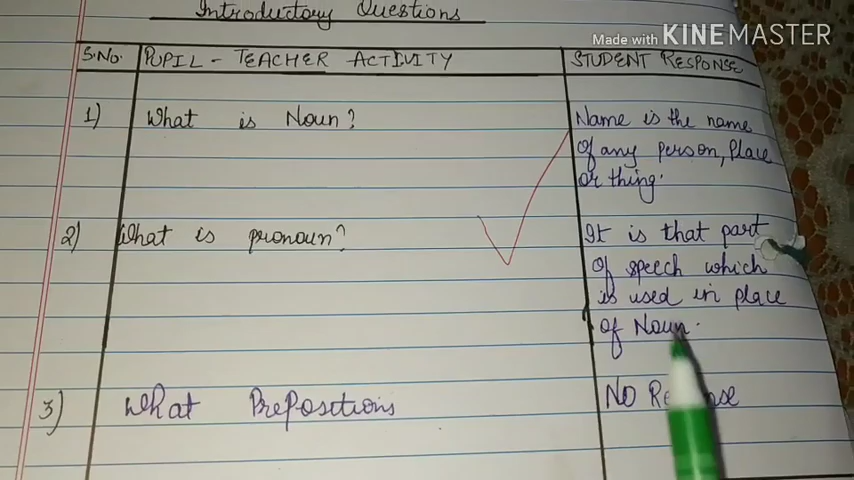 Introductory Questions
Made with KINEMASTER
S.No. PUPIL - TEACHER ACTIVITY STUDENT RESPONSE
1) What is Noun? Name is the name
of any person, Place
or thing.
2) What is pronoun? It is that part
of speech which
is used in place
of Noun.
3) What Prepositions No Response